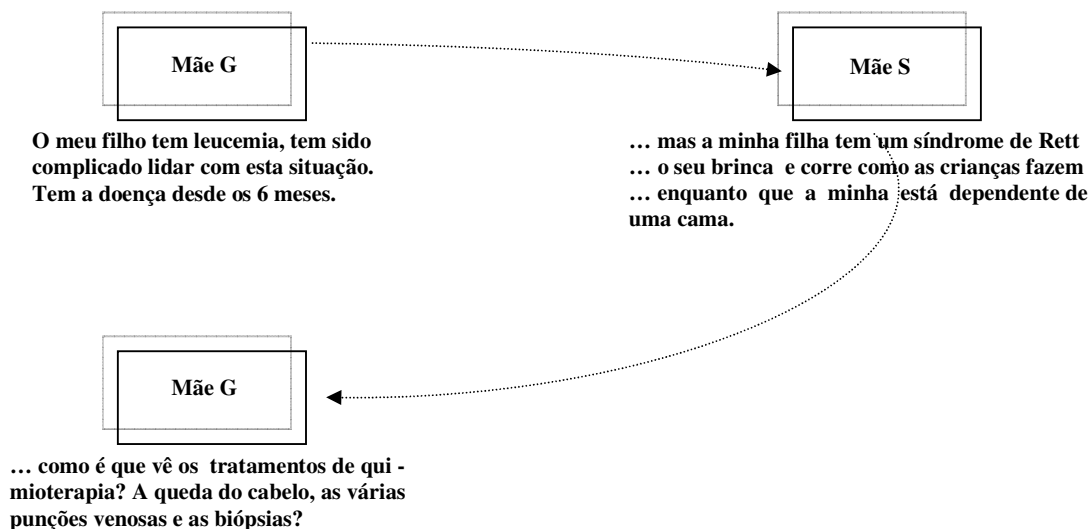 Mãe G
Mãe S
O meu filho tem leucemia, tem sido
complicado lidar com esta situação.
Tem a doença desde os 6 meses.
… mas a minha filha tem um síndrome de Rett
… o seu brinca e corre como as crianças fazem
… enquanto que a minha está dependente de
uma cama.
Mãe G
… como é que vê os tratamentos de qui -
mioterapia? A queda do cabelo, as várias
punções venosas e as biópsias?